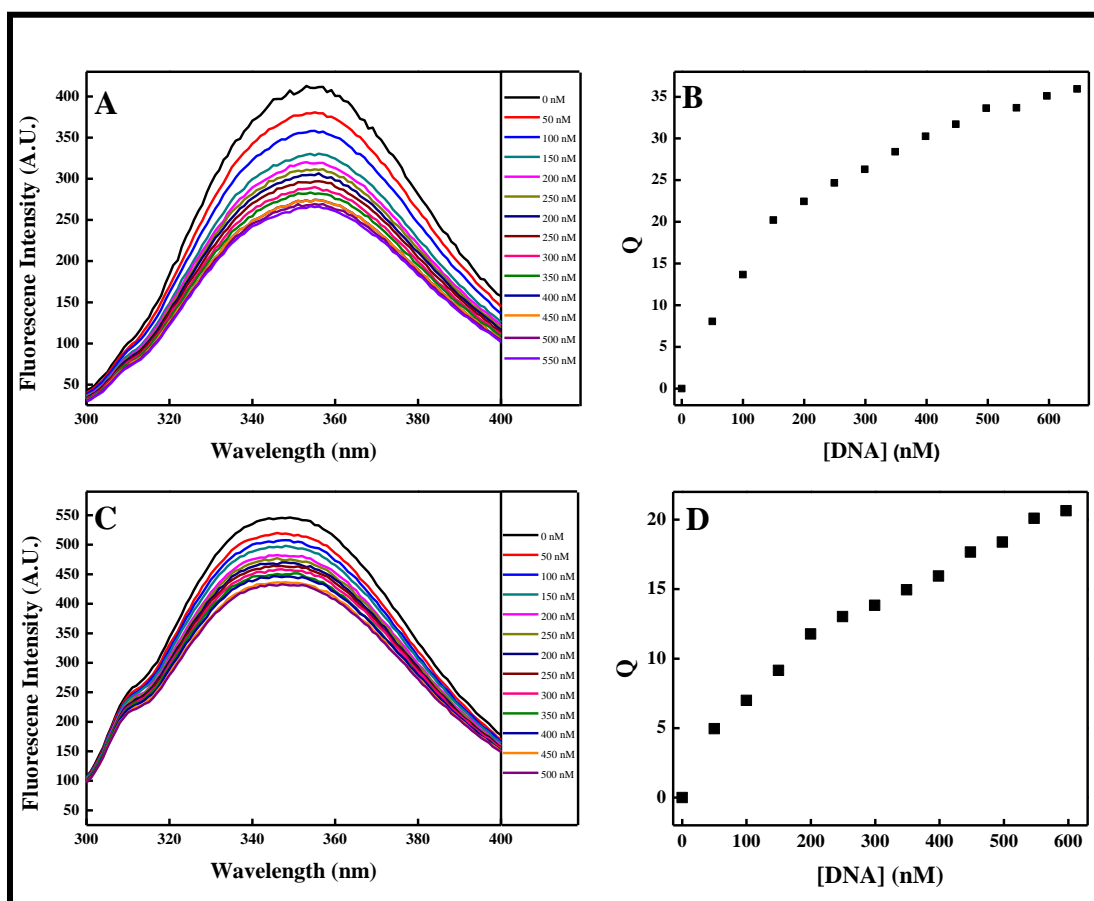 A
Fluorescene Intensity (A.U.)
400
350
300
250
200
150
100
50
300 320 340 360 380 400
Wavelength (nm)
0 nM
50 nM
100 nM
150 nM
200 nM
250 nM
200 nM
250 nM
300 nM
350 nM
400 nM
450 nM
500 nM
550 nM
B
Q
35
30
25
20
15
10
5
0
0 100 200 300 400 500 600
[DNA] (nM)
C
Fluorescene Intensity (A.U.)
550
500
450
400
350
300
250
200
150
100
50
300 320 340 360 380 400
Wavelength (nm)
0 nM
50 nM
100 nM
150 nM
200 nM
250 nM
200 nM
250 nM
300 nM
350 nM
400 nM
450 nM
500 nM
D
Q
20
15
10
5
0
0 100 200 300 400 500 600
[DNA] (nM)